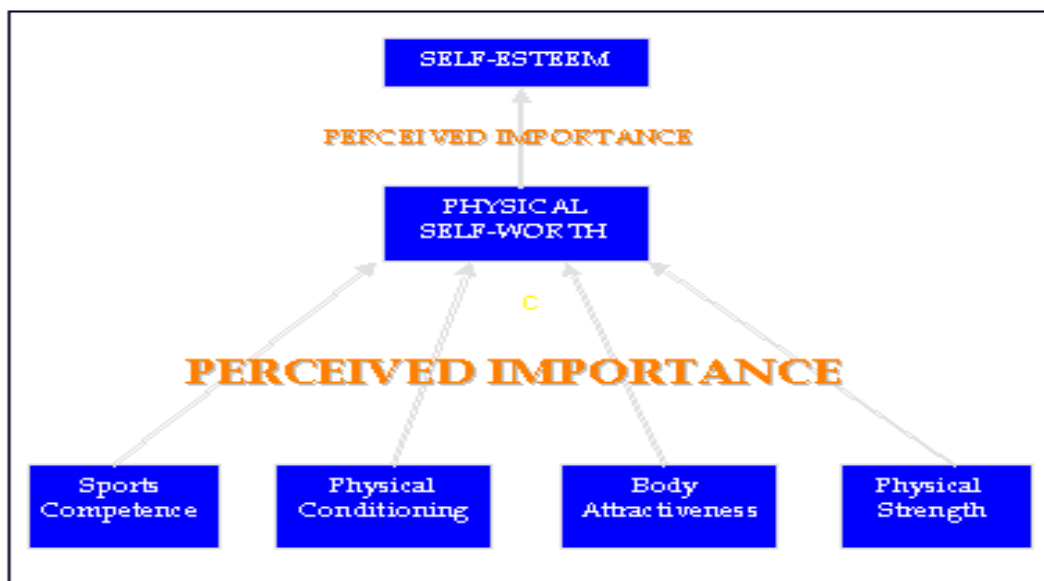 SELF-ESTEEM
PERCEIVED IMPORTANCE
PHYSICAL
SELF-WORTH
C
PERCEIVED IMPORTANCE
Sports
Competence
Physical
Conditioning
Body
Attractiveness
Physical
Strength